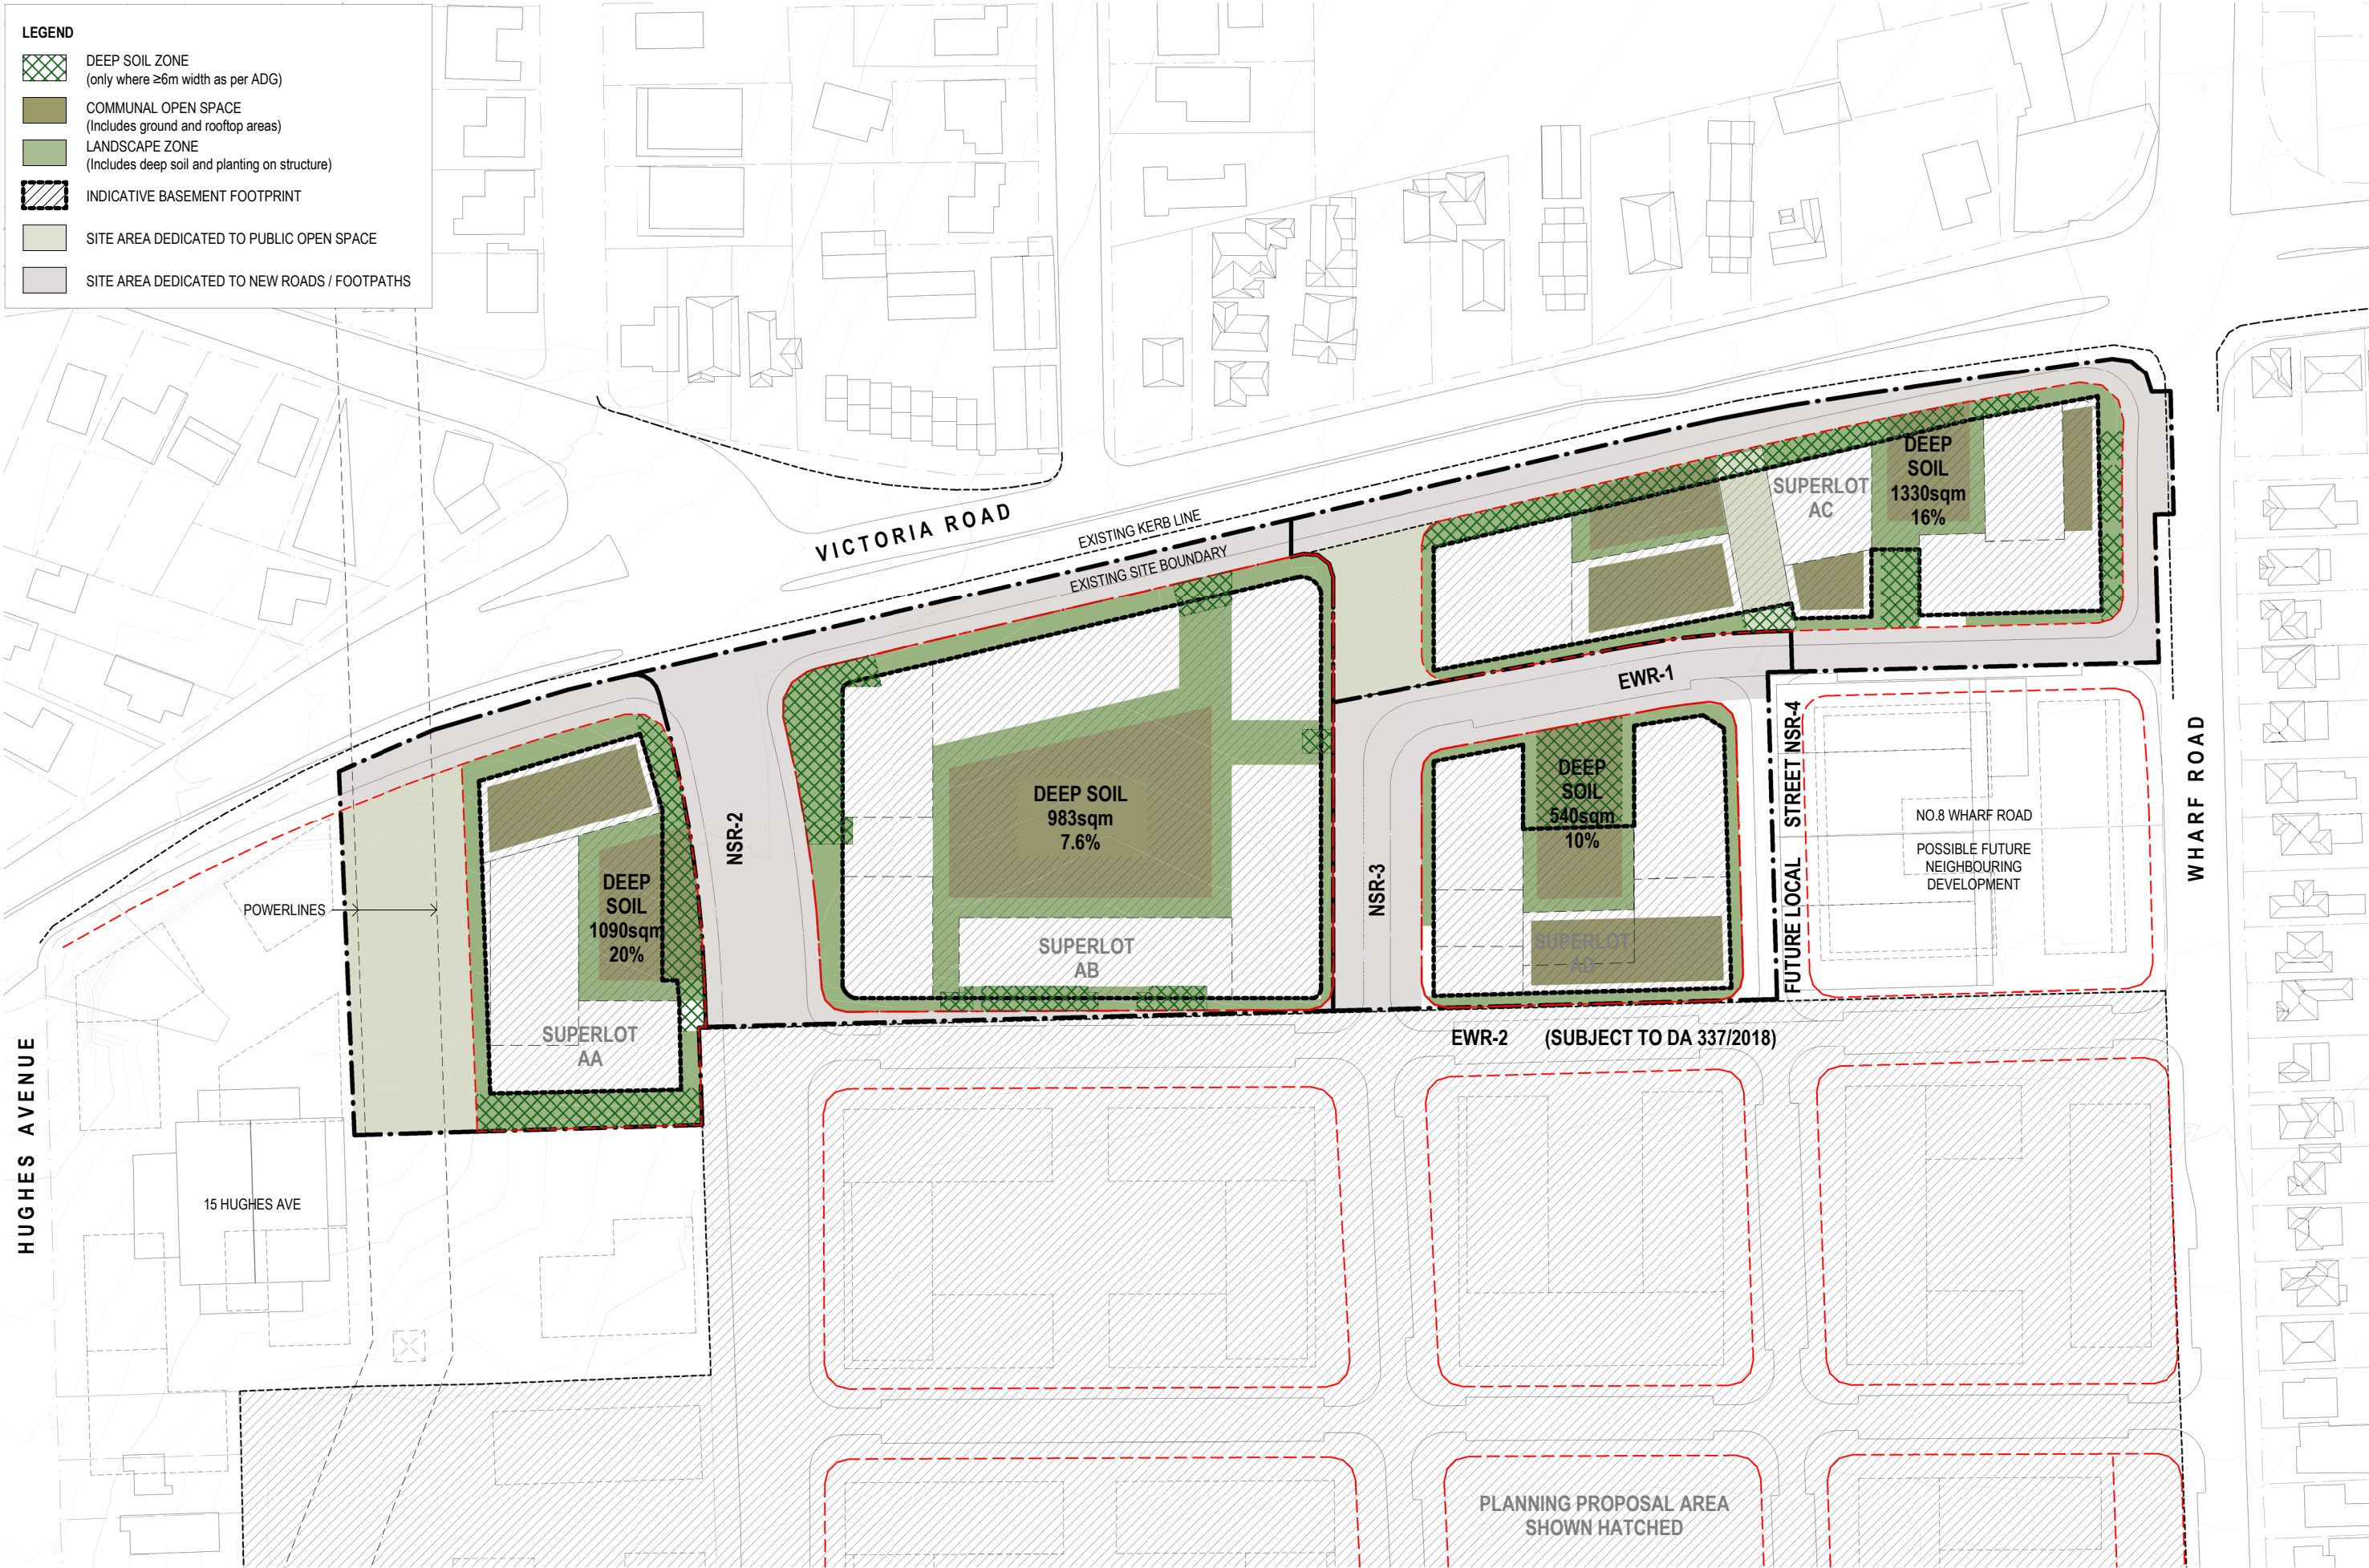 LEGEND
DEEP SOIL ZONE
(only where ≥6m width as per ADG)
COMMUNAL OPEN SPACE
(Includes ground and rooftop areas)
LANDSCAPE ZONE
(Includes deep soil and planting on structure)
INDICATIVE BASEMENT FOOTPRINT
SITE AREA DEDICATED TO PUBLIC OPEN SPACE
SITE AREA DEDICATED TO NEW ROADS / FOOTPATHS
VICTORIA ROAD
EXISTING KERB LINE
EXISTING SITE BOUNDARY
DEEP
SOIL
1330sqm
16%
SUPERLOT
AC
EWR-1
NSR-2
DEEP SOIL
983sqm
7.6%
SUPERLOT
AB
NSR-3
DEEP
SOIL
540sqm
10%
SUPERLOT
AD
FUTURE LOCAL STREET NSR-4
NO.8 WHARF ROAD
POSSIBLE FUTURE
NEIGHBOURING
DEVELOPMENT
WHARF ROAD
POWERLINES
DEEP
SOIL
1090sqm
20%
SUPERLOT
AA
EWR-2 (SUBJECT TO DA 337/2018)
HUGHES AVENUE
15 HUGHES AVE
PLANNING PROPOSAL AREA
SHOWN HATCHED